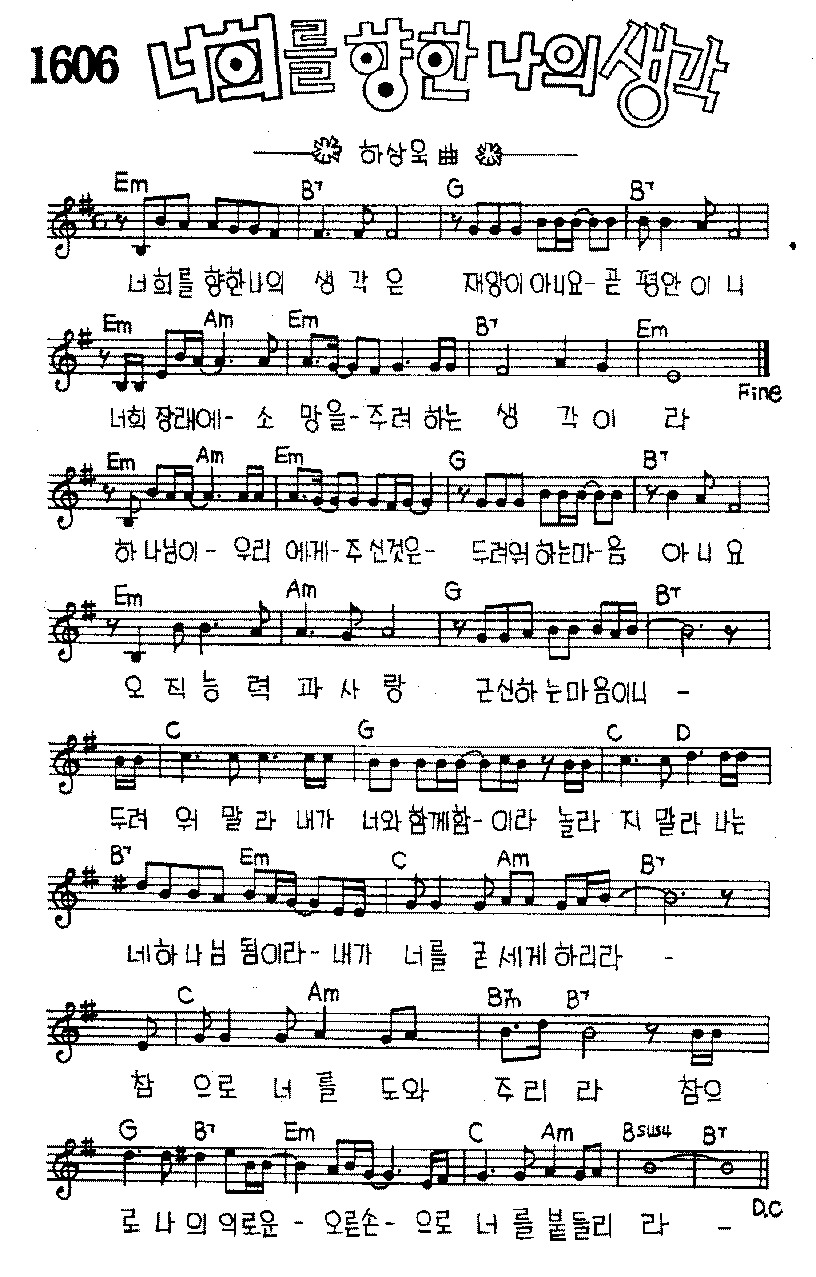 1606 너희를 향한 나의 생각
하상욱 曲
Em B7 G B7
너희를 향한나의 생 각 은 재앙이 아니요- 곧 평안 이 니
Em Am Em B7 Em
Fine
너희 장래에- 소 망을-주려 하는 생 각 이 라
Em Am Em G B7
하나님이- 우리 에게-주신것은- 두려워하는마-음 아 니 요
Em Am G B7
오 직 능 력 과 사 랑 근신하는마음이니 -
C G C D
두려 워 말 라 내가 너와함께함-이라 놀라 지 말라 나는
B7 Em C Am B7
네하나님 됨이라-내가 너를 굳세게하리라 -
C Am B7m B7
참 으로 너 를 도와 주리 라 참으
G B7 Em C Am Bsus4 B7
D.C
로 나 의 의로운 - 오른손-으로 너 를 붙들리 라 -